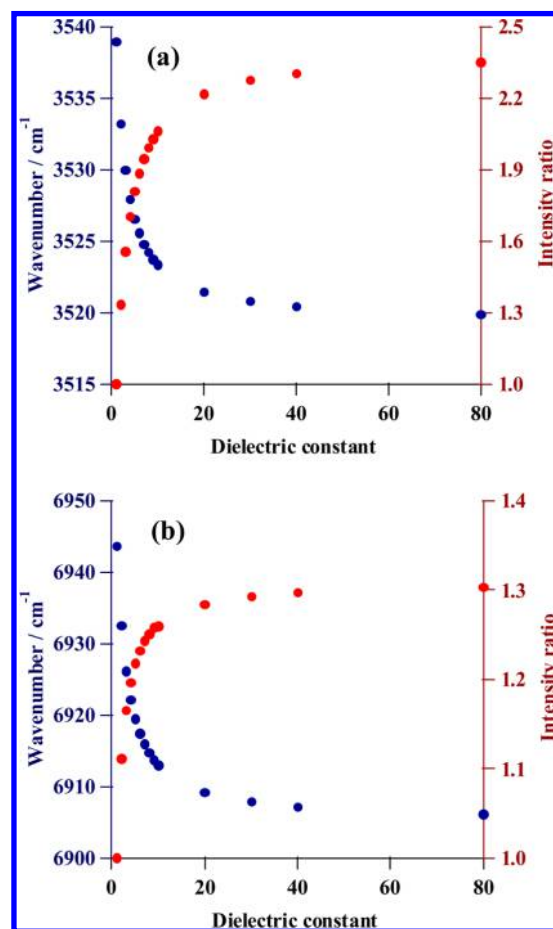 (a)
Wavenumber / cm⁻¹
3540
3535
3530
3525
3520
3515
2.5
2.2
1.9
1.6
1.3
1.0
Intensity ratio
0 20 40 60 80
Dielectric constant
(b)
Wavenumber / cm⁻¹
6950
6940
6930
6920
6910
6900
1.4
1.3
1.2
1.1
1.0
Intensity ratio
0 20 40 60 80
Dielectric constant